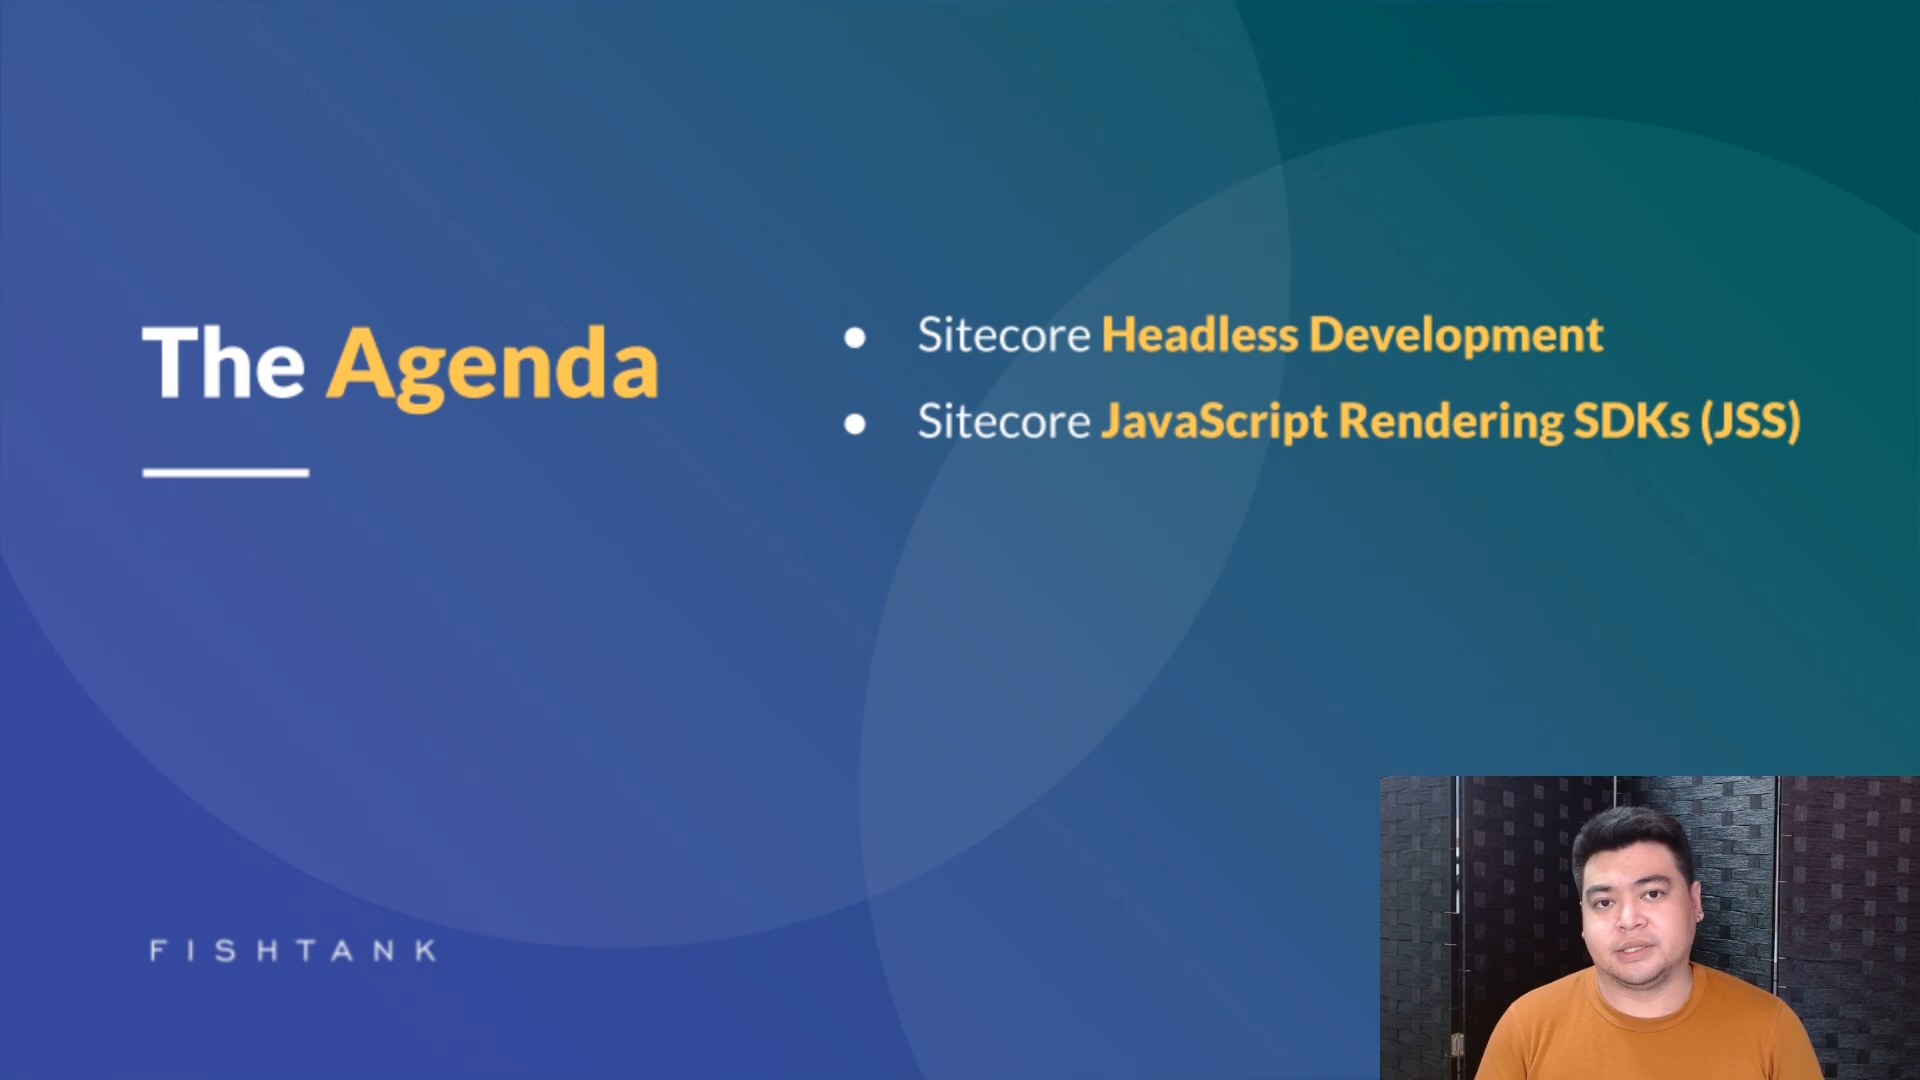 The Agenda
● Sitecore Headless Development
● Sitecore JavaScript Rendering SDKs (JSS)
FISHTANK